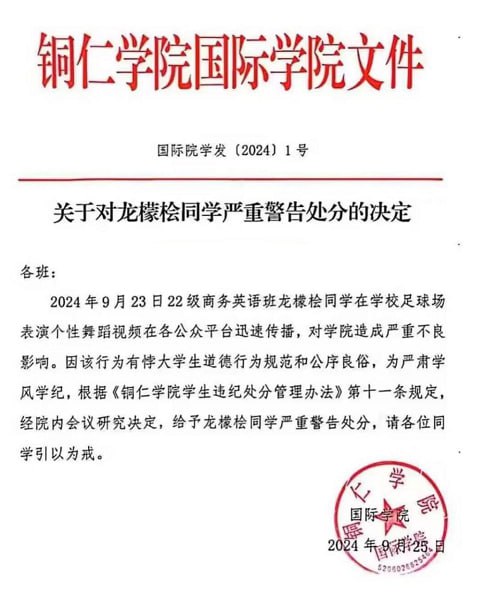 铜仁学院国际学院文件
国际院学发〔2024〕1号
关于对龙檬桧同学严重警告处分的决定
各班：
2024年9月23日22级商务英语班龙檬桧同学在学校足球场
表演个性舞蹈视频在各公众平台迅速传播，对学院造成严重不良
影响。因该行为有悖大学生道德行为规范和公序良俗，为严肃学
风学纪，根据《铜仁学院学生违纪处分管理办法》第十一条规定，
经院内会议研究决定，给予龙檬桧同学严重警告处分，请各位同
学引以为戒。
铜仁学院
国际学院
2024年9月25日
国际学院